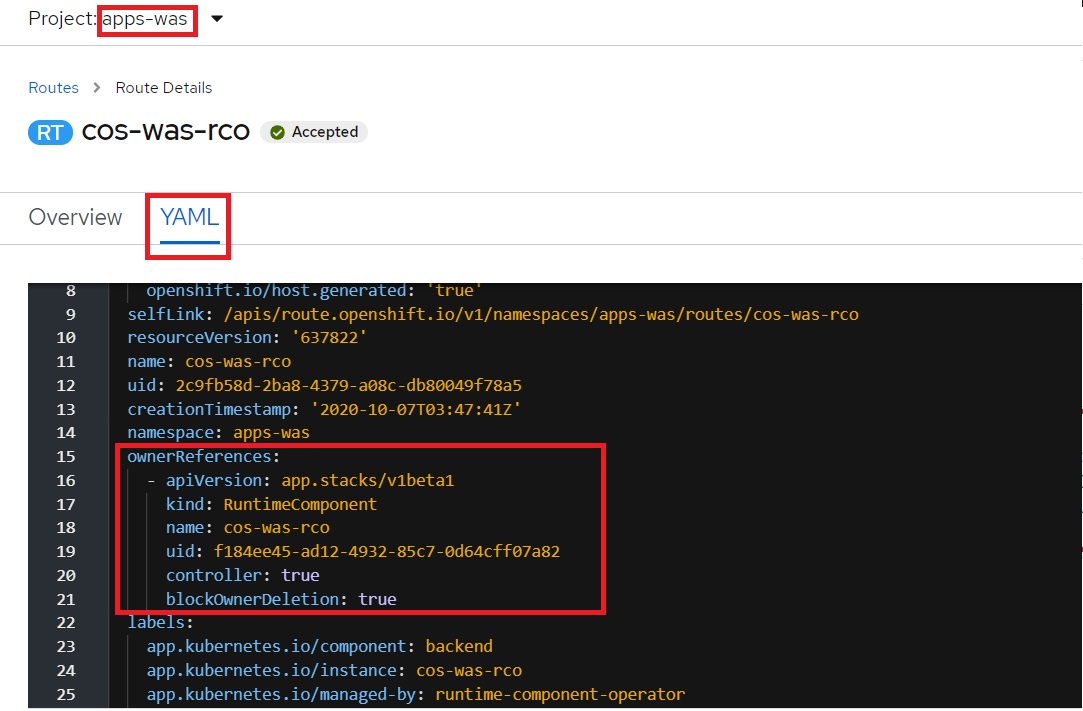 Project: apps-was
Routes > Route Details
RT cos-was-rco Accepted
Overview YAML
8 openshift.io/host.generated: 'true'
9 selfLink: /apis/route.openshift.io/v1/namespaces/apps-was/routes/cos-was-rco
10 resourceVersion: '637822'
11 name: cos-was-rco
12 uid: 2c9fb58d-2ba8-4379-a08c-db80049f78a5
13 creationTimestamp: '2020-10-07T03:47:41Z'
14 namespace: apps-was
15 ownerReferences:
16 - apiVersion: app.stacks/v1beta1
17 kind: RuntimeComponent
18 name: cos-was-rco
19 uid: f184ee45-ad12-4932-85c7-0d64cff07a82
20 controller: true
21 blockOwnerDeletion: true
22 labels:
23 app.kubernetes.io/component: backend
24 app.kubernetes.io/instance: cos-was-rco
25 app.kubernetes.io/managed-by: runtime-component-operator